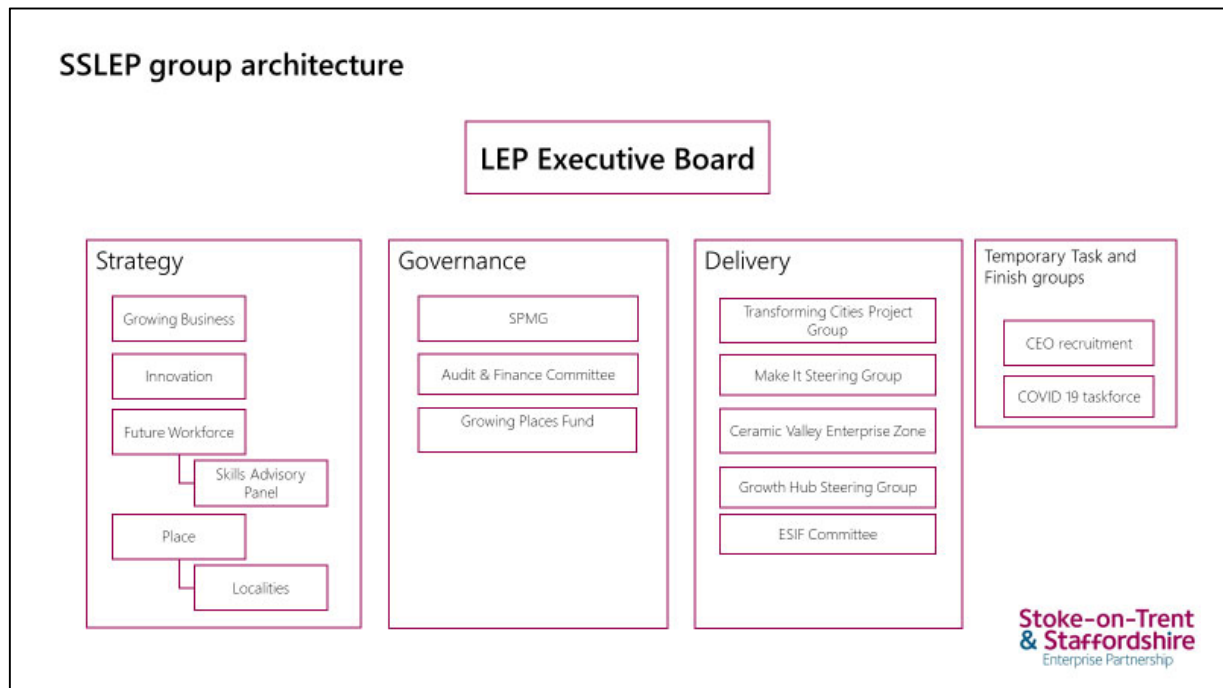 SSLEP group architecture
LEP Executive Board
Strategy
Growing Business
Innovation
Future Workforce
Skills Advisory
Panel
Place
Localities
Governance
SPMG
Audit & Finance Committee
Growing Places Fund
Delivery
Transforming Cities Project
Group
Make It Steering Group
Ceramic Valley Enterprise Zone
Growth Hub Steering Group
ESIF Committee
Temporary Task and
Finish groups
CEO recruitment
COVID 19 taskforce
Stoke-on-Trent
& Staffordshire
Enterprise Partnership